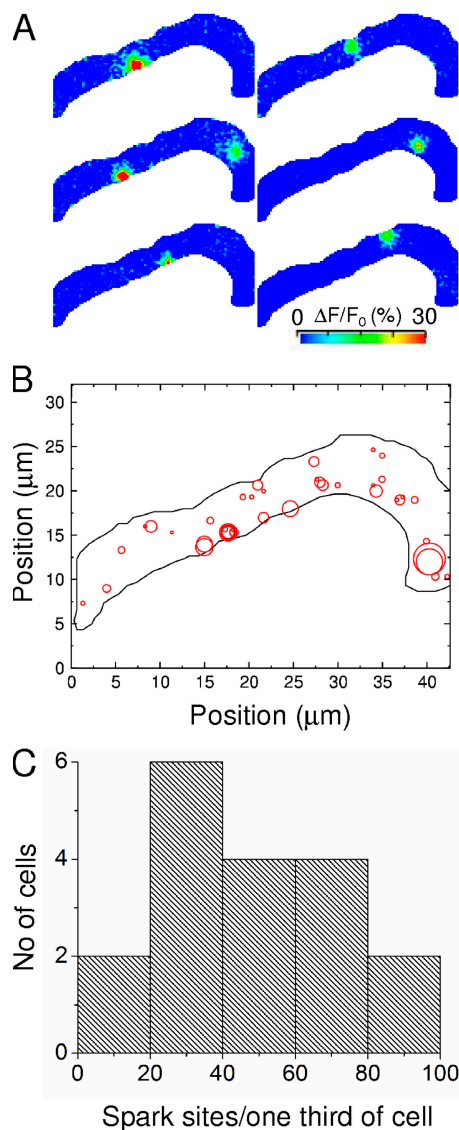 A
0 ΔF/F₀ (%) 30
B
Position (μm)
30
25
20
15
10
5
0
0 5 10 15 20 25 30 35 40
Position (μm)
C
No of cells
6
4
2
0
0 20 40 60 80 100
Spark sites/one third of cell